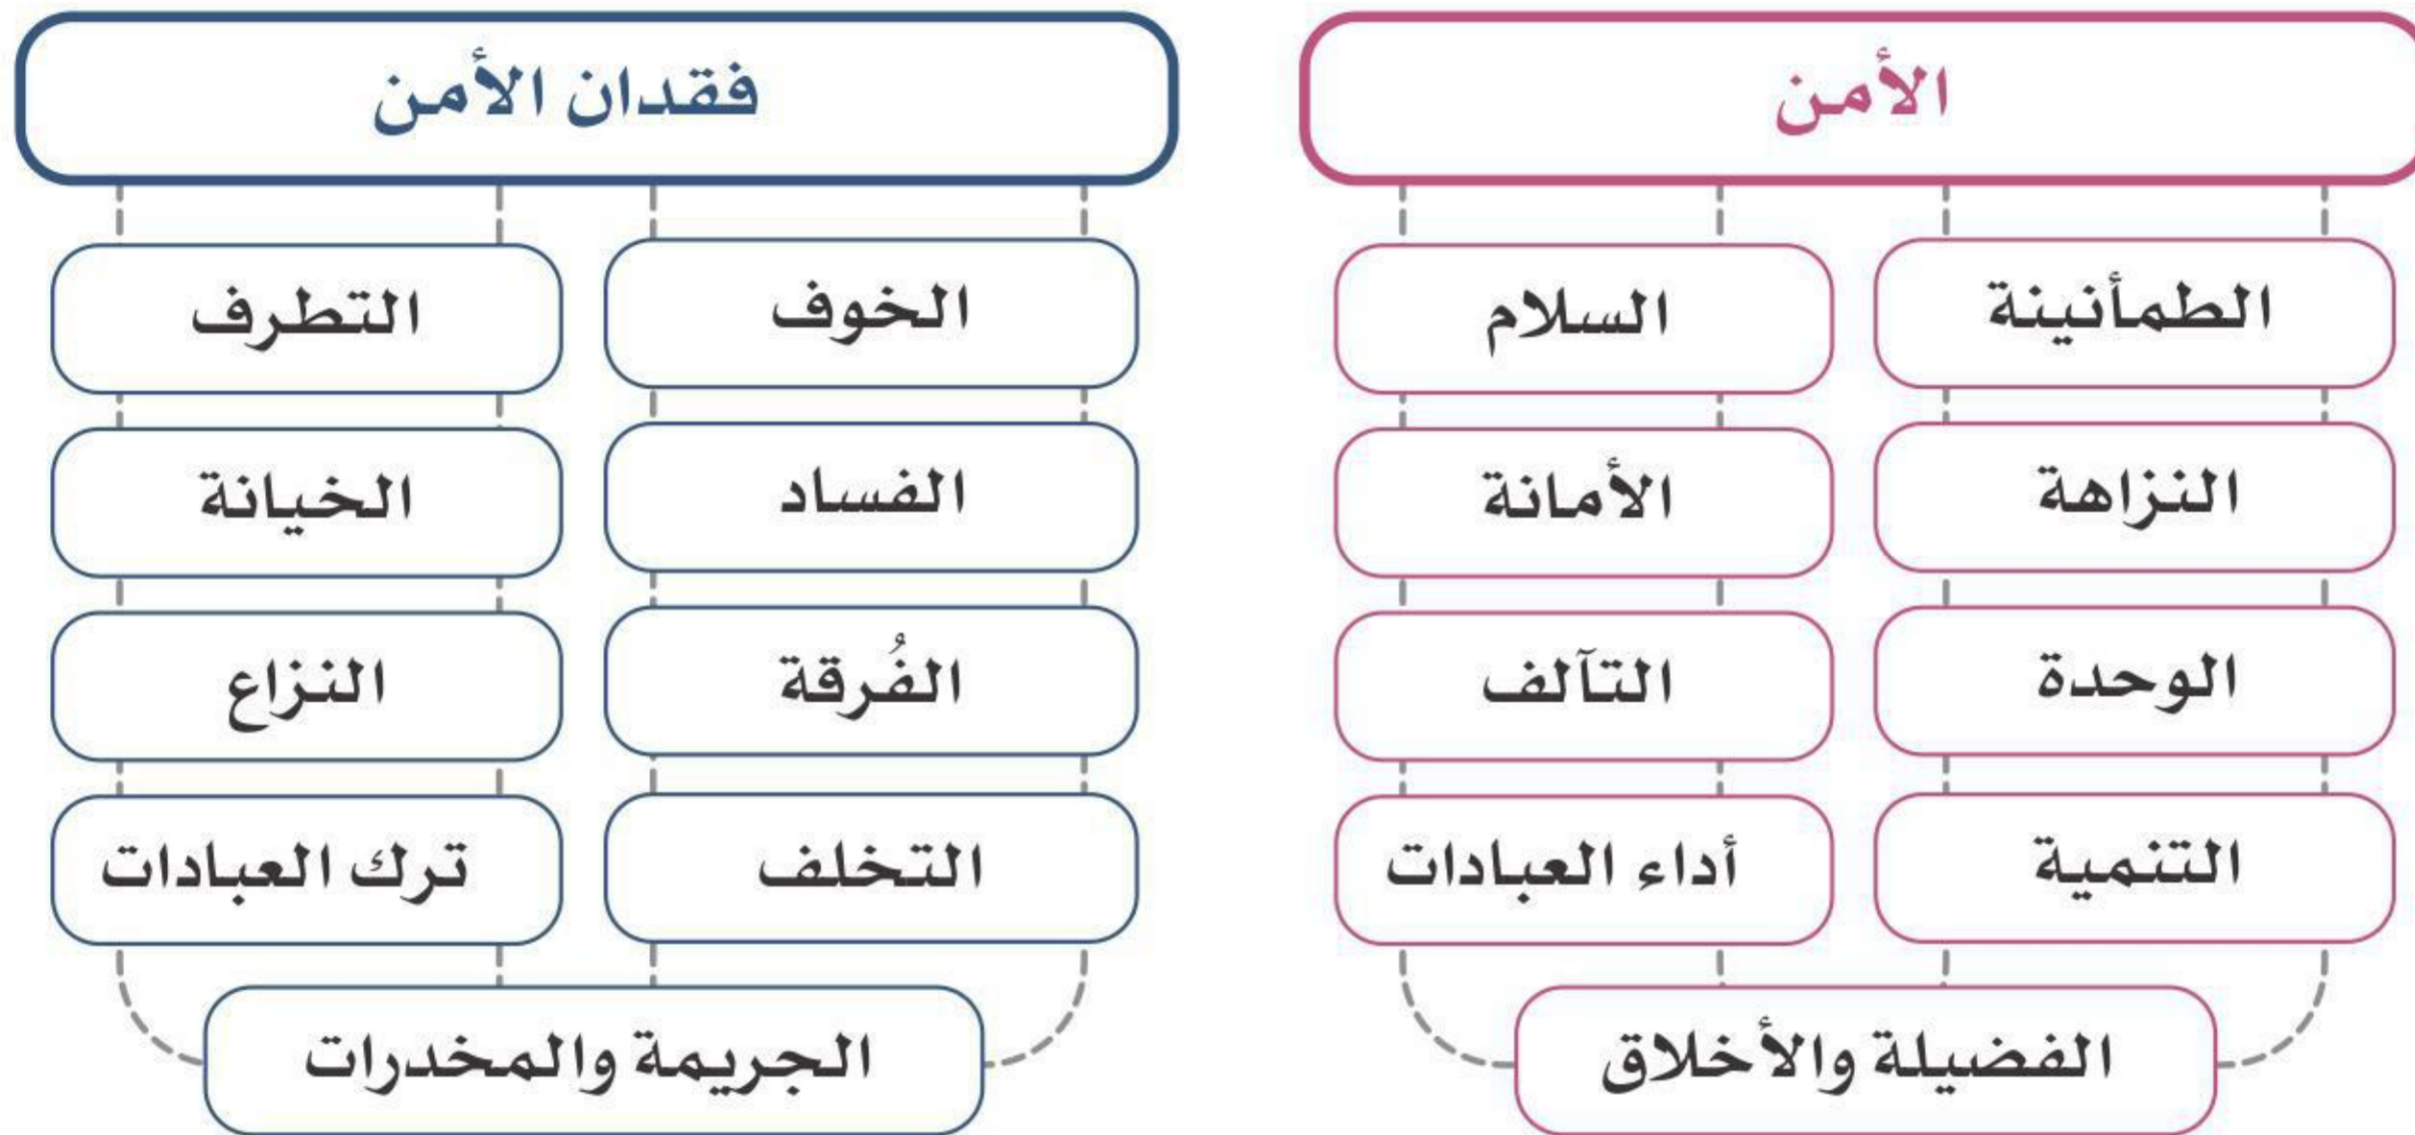 الأمن
الطمأنينة
السلام
النزاهة
الأمانة
الوحدة
التآلف
التنمية
أداء العبادات
الفضيلة والأخلاق
فقدان الأمن
الخوف
التطرف
الفساد
الخيانة
الفُرقة
النزاع
التخلف
ترك العبادات
الجريمة والمخدرات